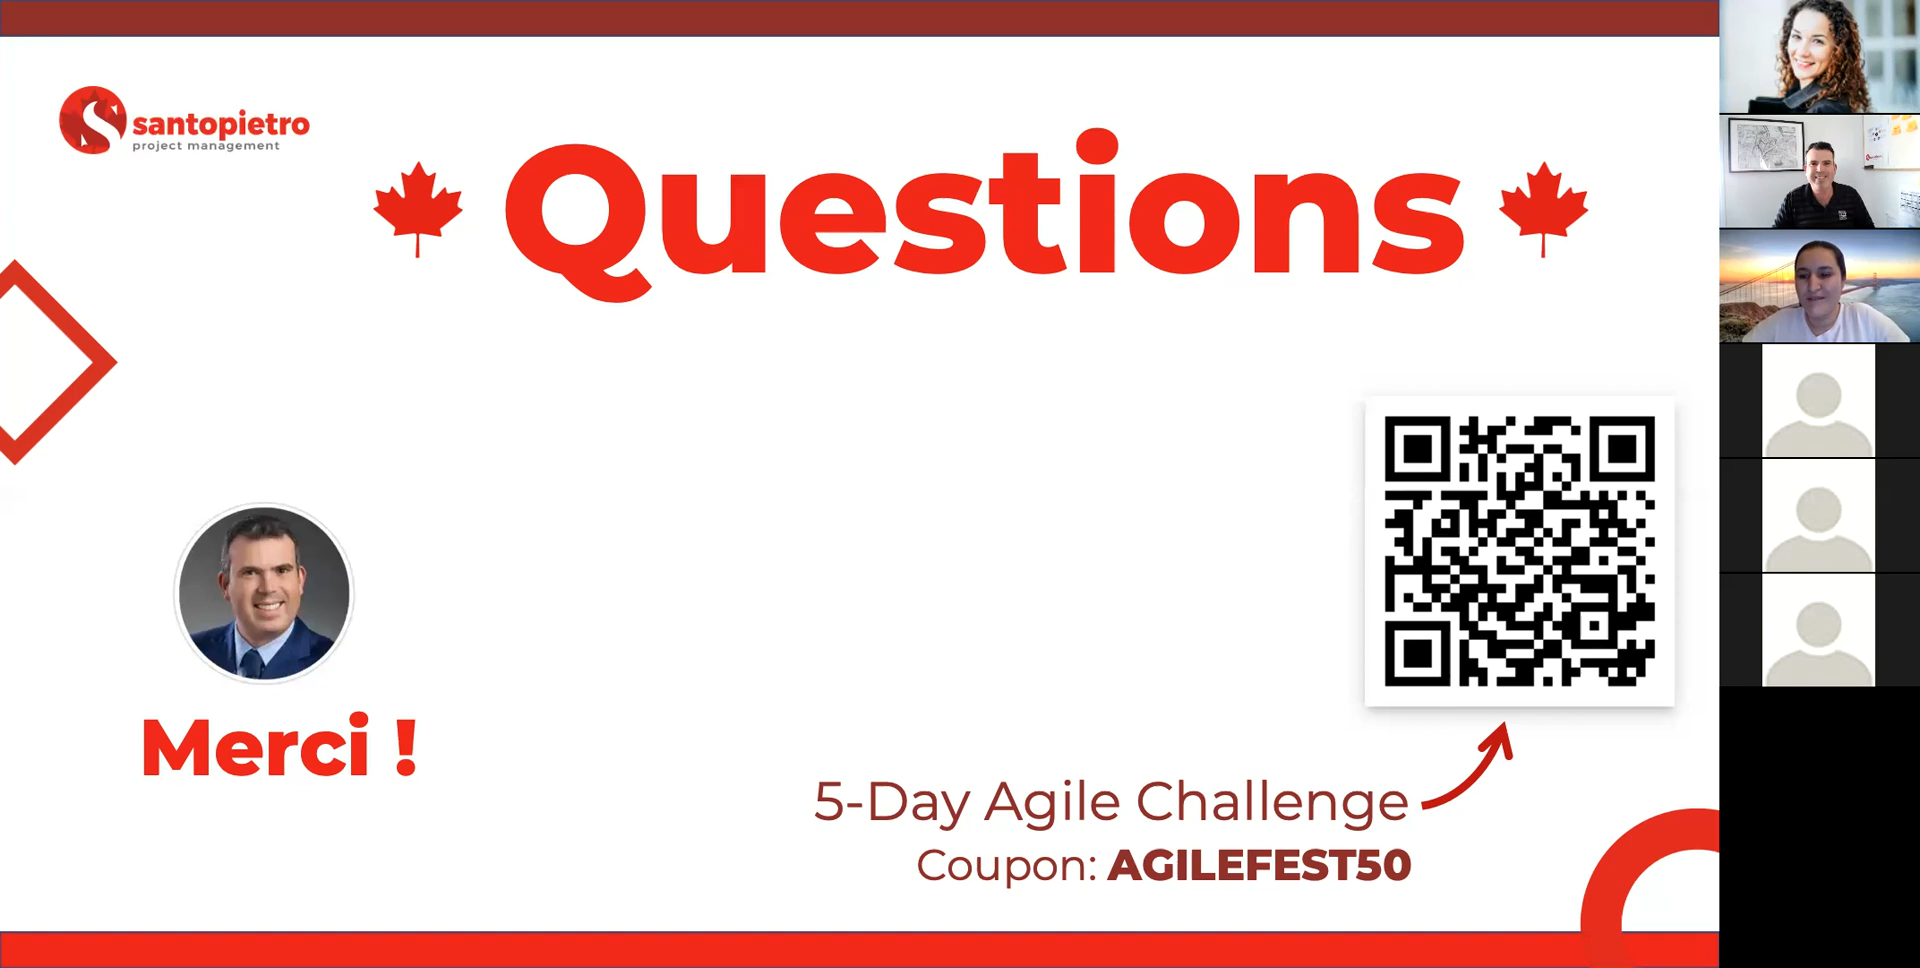 santopietro
project management
Questions
Merci !
5-Day Agile Challenge
Coupon: AGILEFEST50